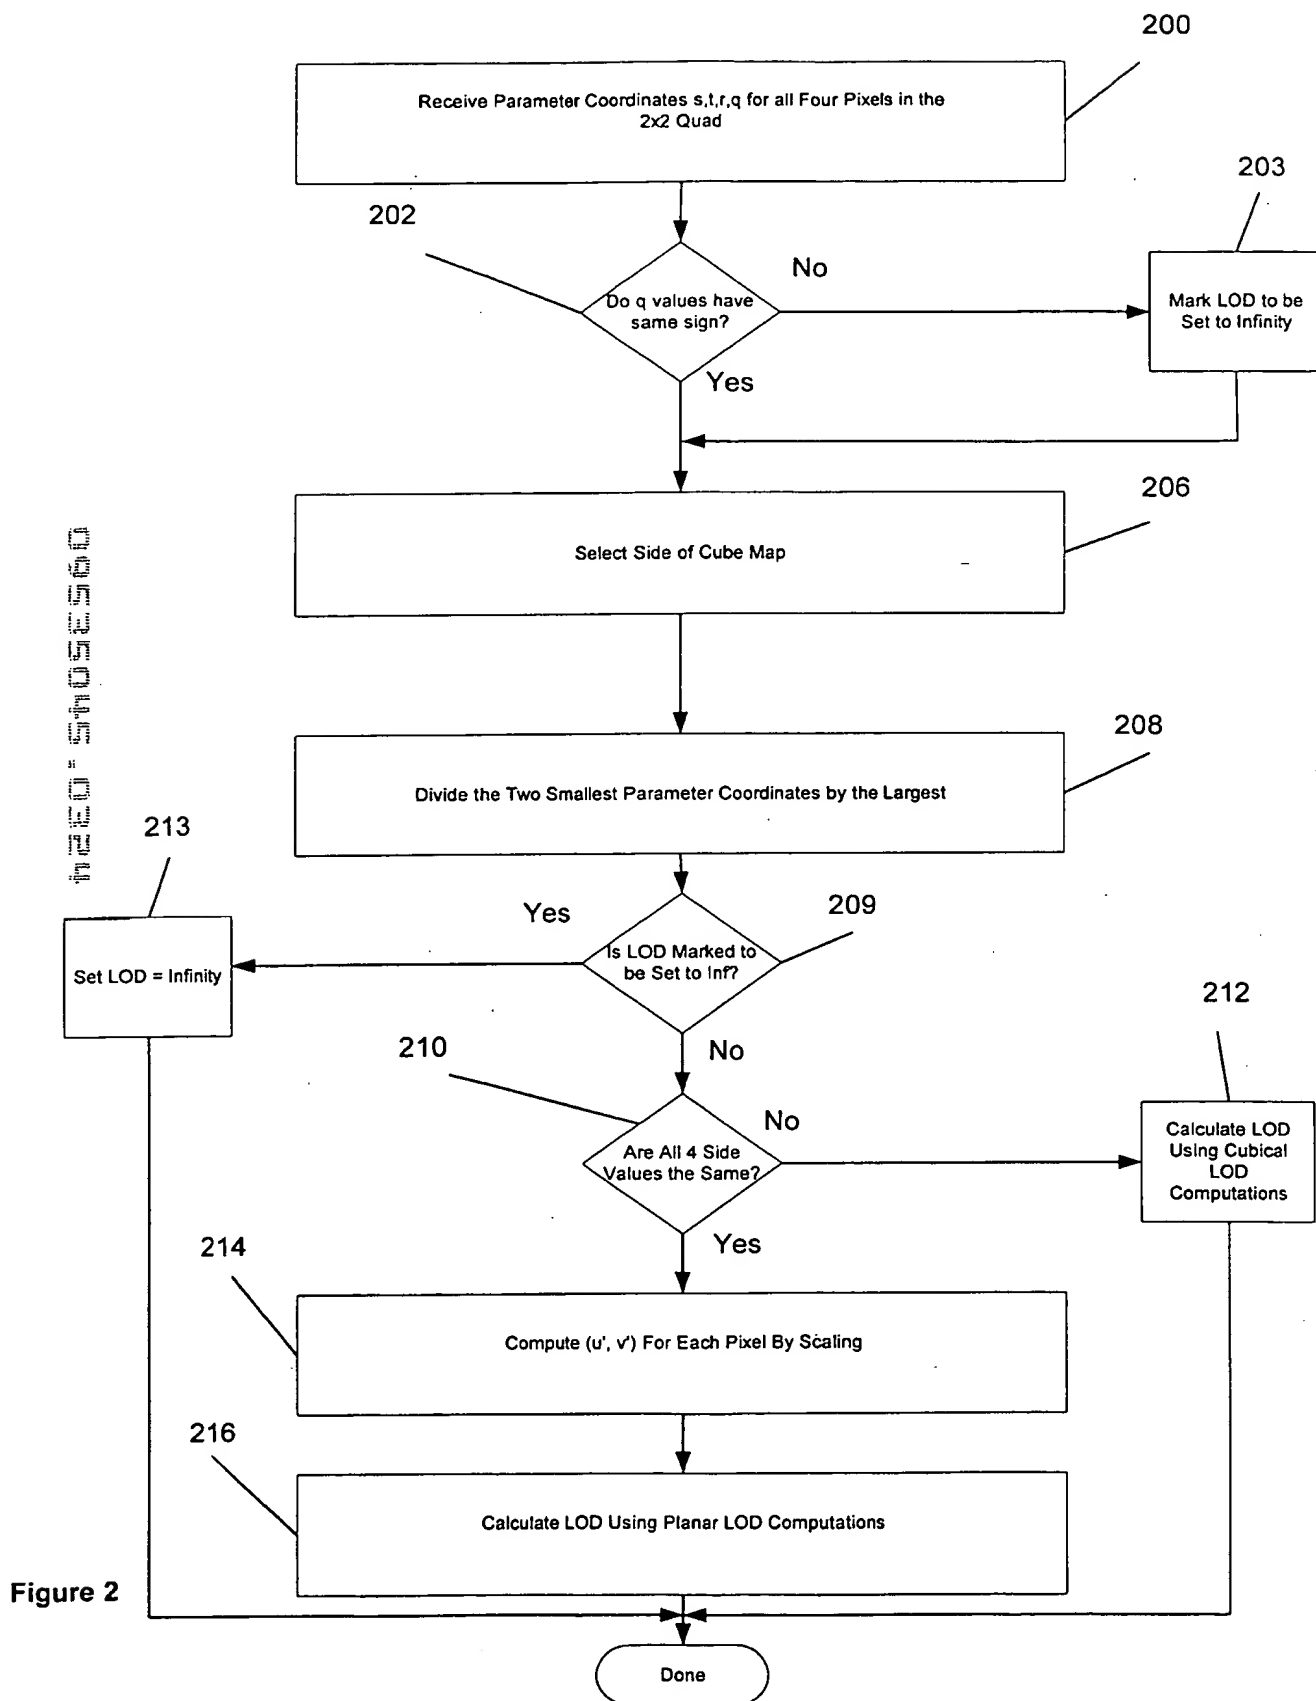 200
Receive Parameter Coordinates s,t,r,q for all Four Pixels in the
2x2 Quad
203
202
No
Do q values have
same sign?
Mark LOD to be
Set to Infinity
Yes
206
Select Side of Cube Map
208
Divide the Two Smallest Parameter Coordinates by the Largest
213
Yes
209
Is LOD Marked to
be Set to Inf?
Set LOD = Infinity
212
210
No
No
Are All 4 Side
Values the Same?
Calculate LOD
Using Cubical
LOD
Computations
Yes
214
Compute (u', v') For Each Pixel By Scaling
216
Calculate LOD Using Planar LOD Computations
Figure 2
Done
09535045.0324